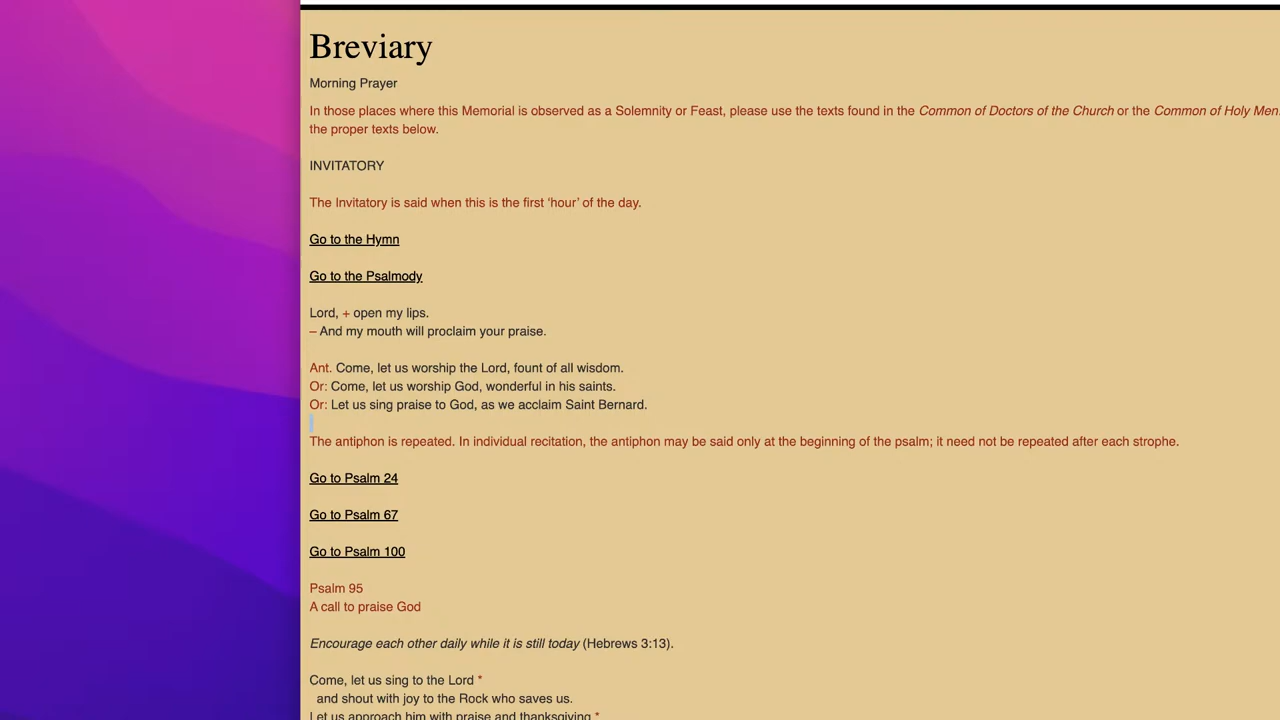 Breviary
Morning Prayer
In those places where this Memorial is observed as a Solemnity or Feast, please use the texts found in the Common of Doctors of the Church or the Common of Holy Men
the proper texts below.
INVITATORY
The Invitatory is said when this is the first ‘hour’ of the day.
Go to the Hymn
Go to the Psalmody
Lord, + open my lips.
– And my mouth will proclaim your praise.
Ant. Come, let us worship the Lord, fount of all wisdom.
Or: Come, let us worship God, wonderful in his saints.
Or: Let us sing praise to God, as we acclaim Saint Bernard.
The antiphon is repeated. In individual recitation, the antiphon may be said only at the beginning of the psalm; it need not be repeated after each strophe.
Go to Psalm 24
Go to Psalm 67
Go to Psalm 100
Psalm 95
A call to praise God
Encourage each other daily while it is still today (Hebrews 3:13).
Come, let us sing to the Lord *
and shout with joy to the Rock who saves us.
Let us approach him with praise and thanksgiving *